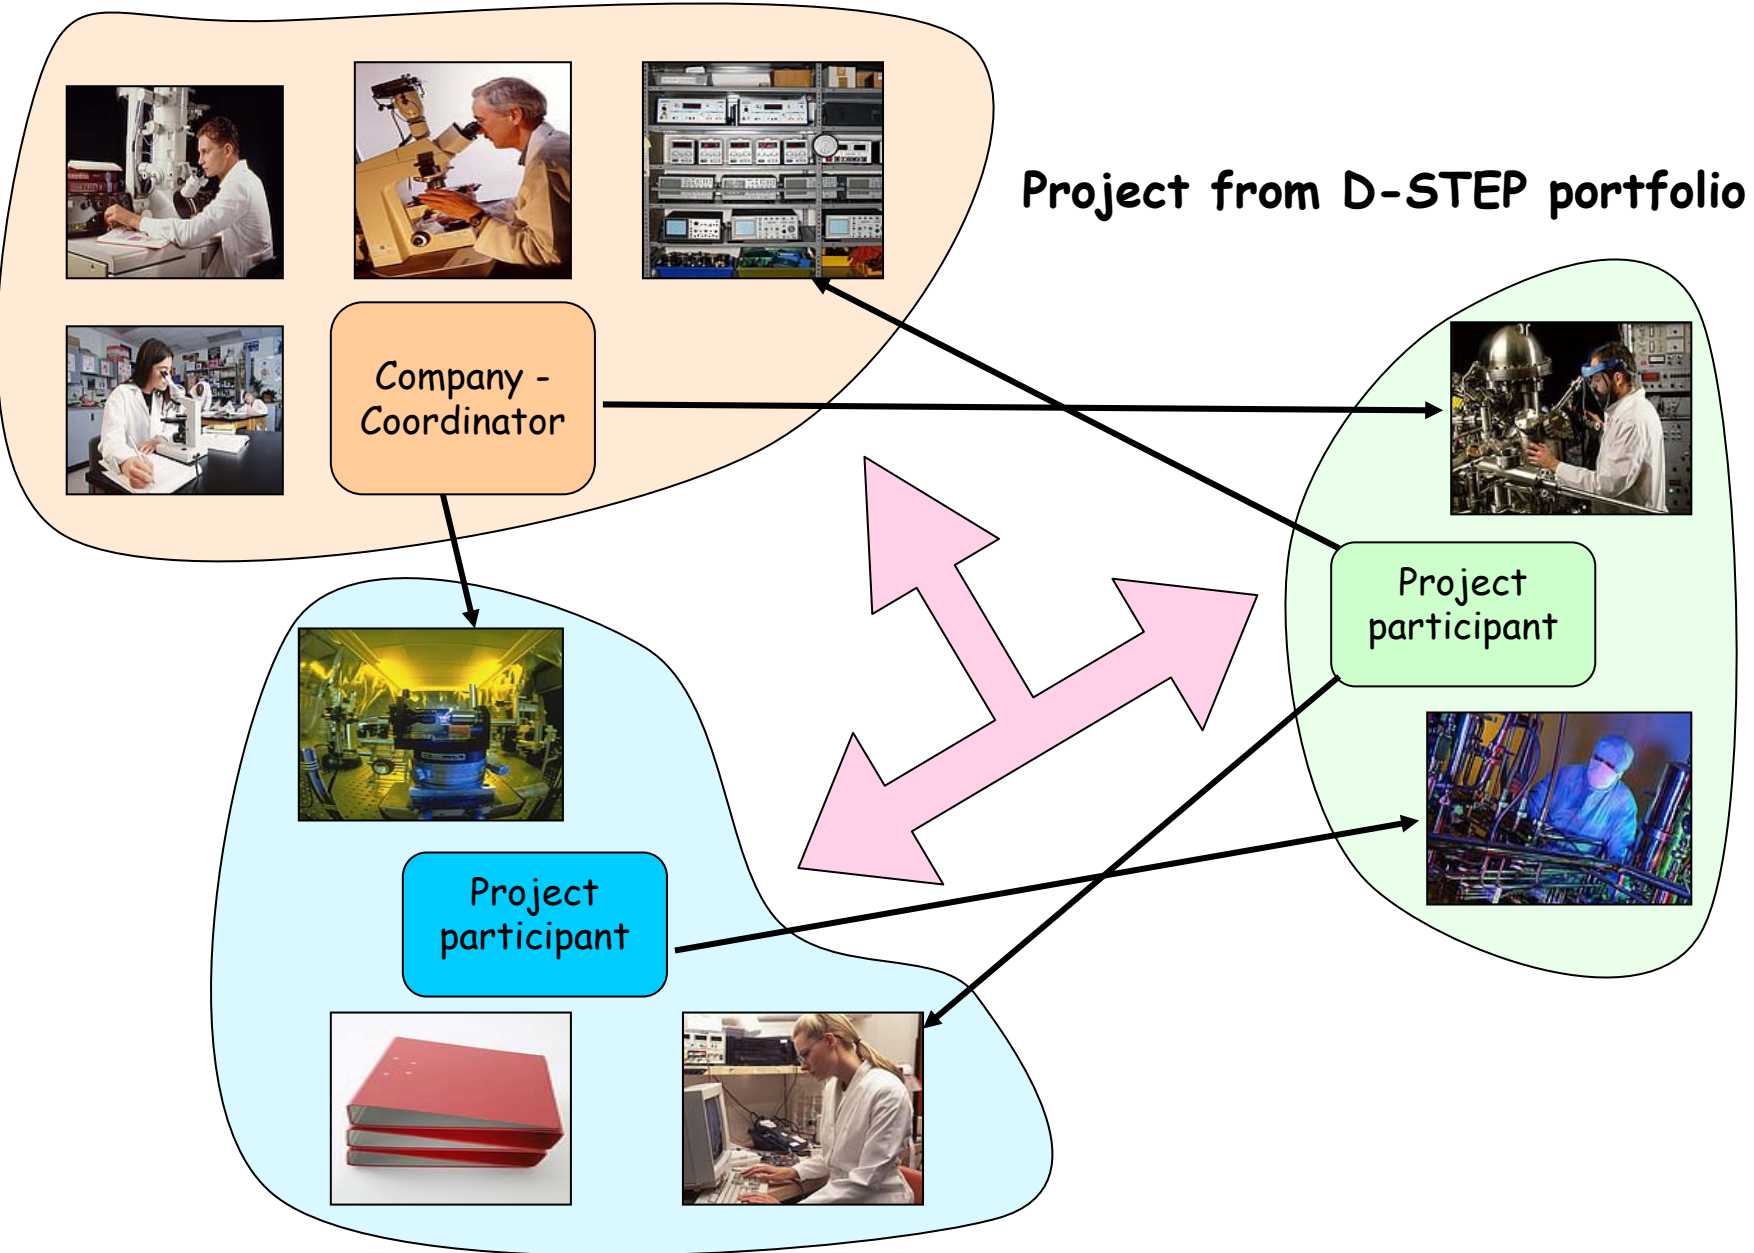 Project from D-STEP portfolio
Company -
Coordinator
Project
participant
Project
participant